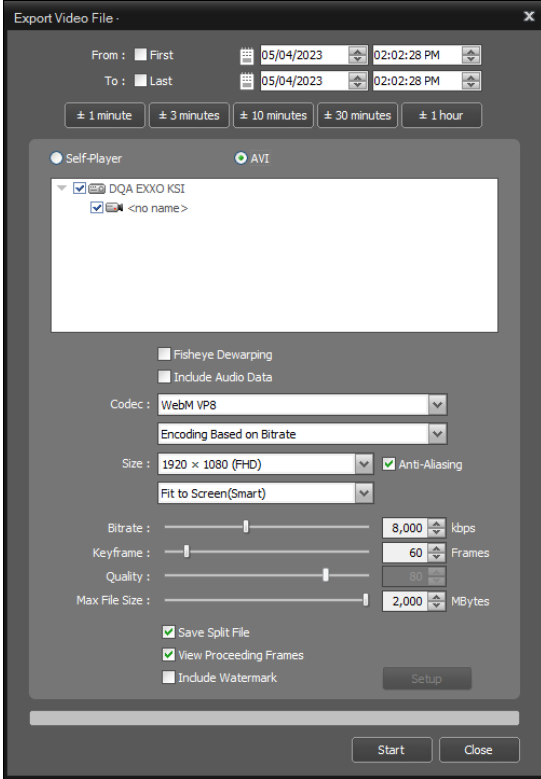 Export Video File -
x
From : First 05/04/2023 02:02:28 PM
To : Last 05/04/2023 02:02:28 PM
± 1 minute ± 3 minutes ± 10 minutes ± 30 minutes ± 1 hour
Self-Player AVI
DQA EXXO KSI
<no name>
Fisheye Dewarping
Include Audio Data
Codec : WebM VP8
Encoding Based on Bitrate
Size : 1920 × 1080 (FHD) Anti-Aliasing
Fit to Screen(Smart)
Bitrate : 8,000 kbps
Keyframe : 60 Frames
Quality : 80
Max File Size : 2,000 MBytes
Save Split File
View Proceeding Frames
Include Watermark Setup
Start Close